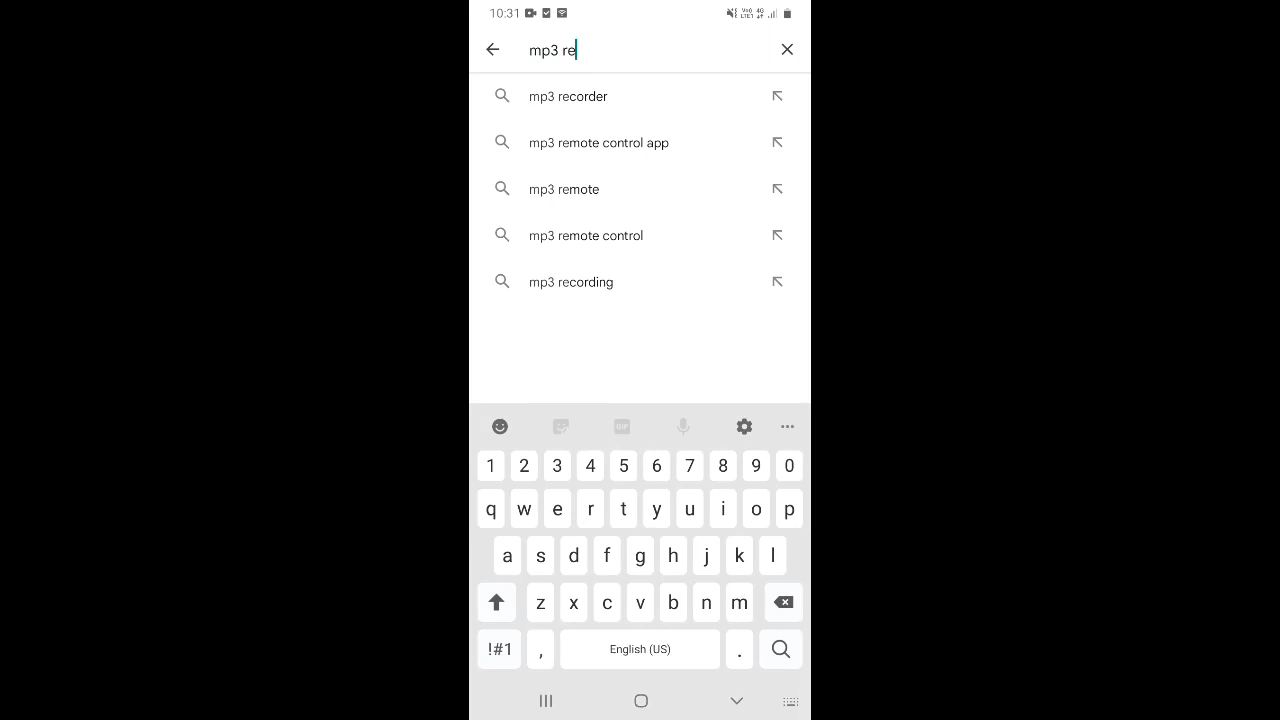 10:31
mp3 re
mp3 recorder
mp3 remote control app
mp3 remote
mp3 remote control
mp3 recording
GIF
1 2 3 4 5 6 7 8 9 0
q w e r t y u i o p
a s d f g h j k l
z x c v b n m
!#1 , English (US) .